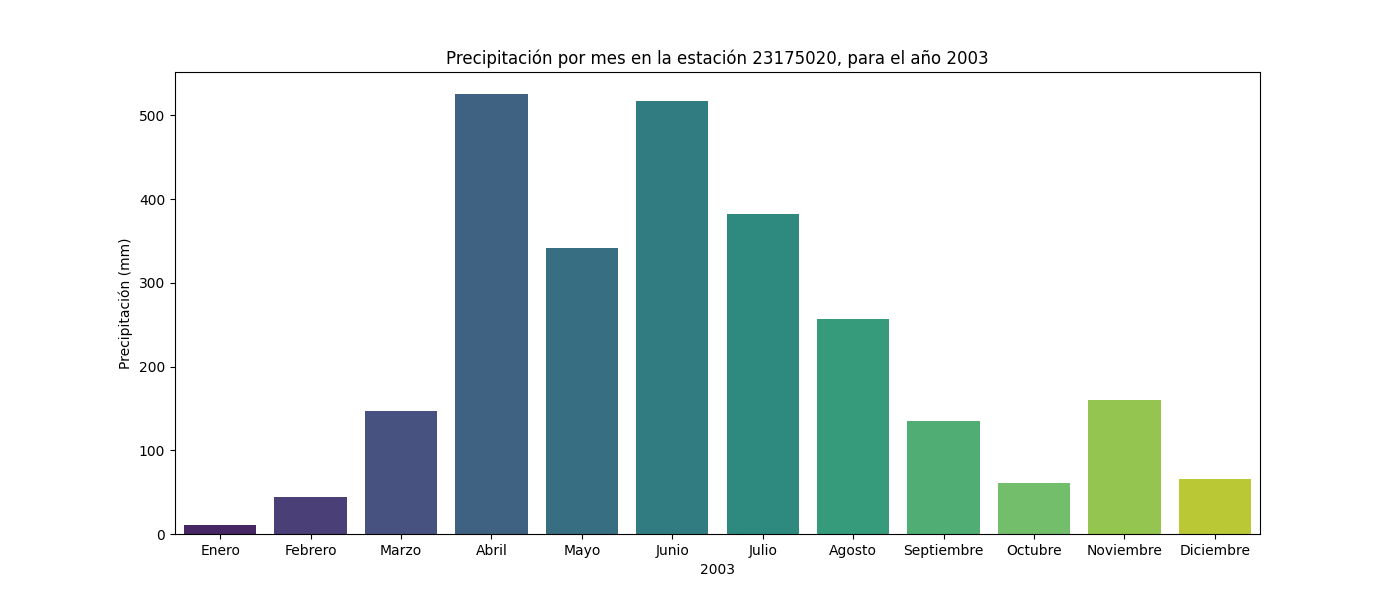 Precipitación por mes en la estación 23175020, para el año 2003
Precipitación (mm)
500
400
300
200
100
0
Enero Febrero Marzo Abril Mayo Junio Julio Agosto Septiembre Octubre Noviembre Diciembre
2003